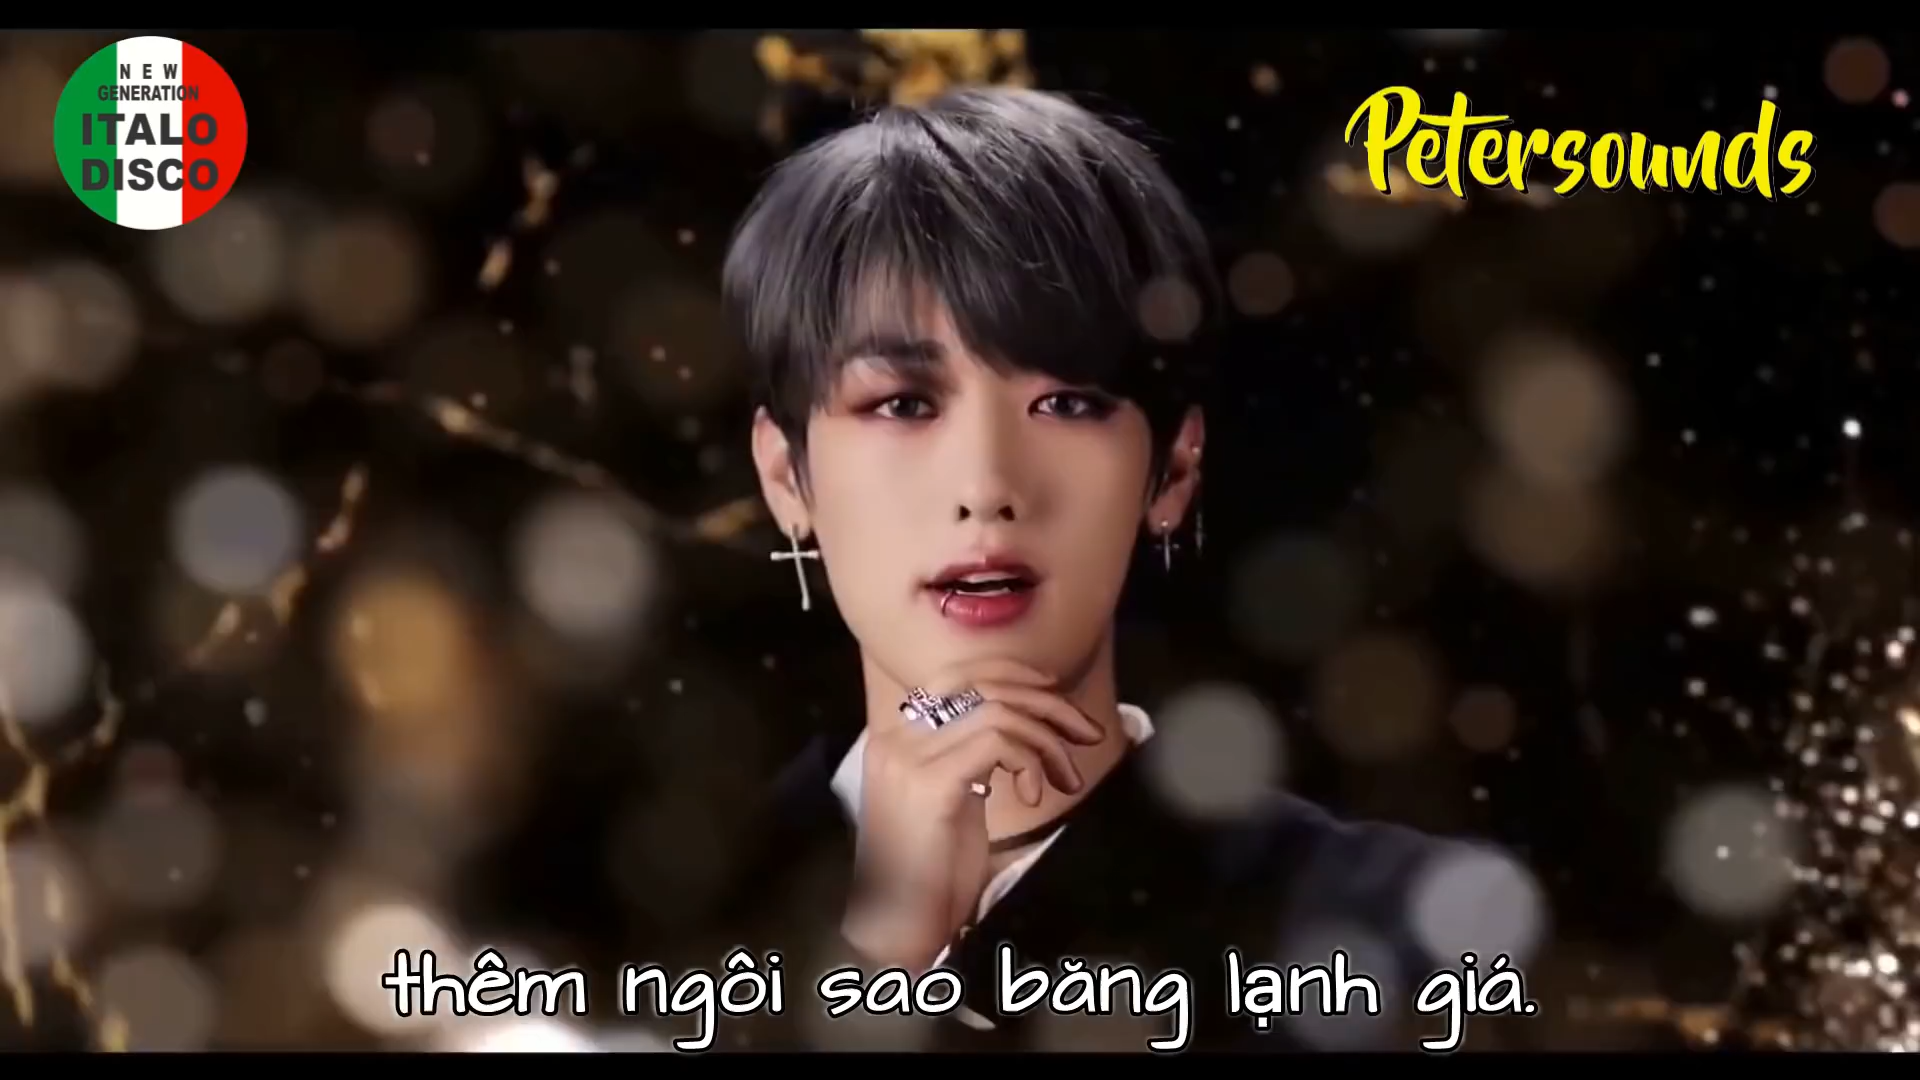 NEW
GENERATION
ITALO
DISCO
Petersounds
thêm ngôi sao băng lạnh giá.